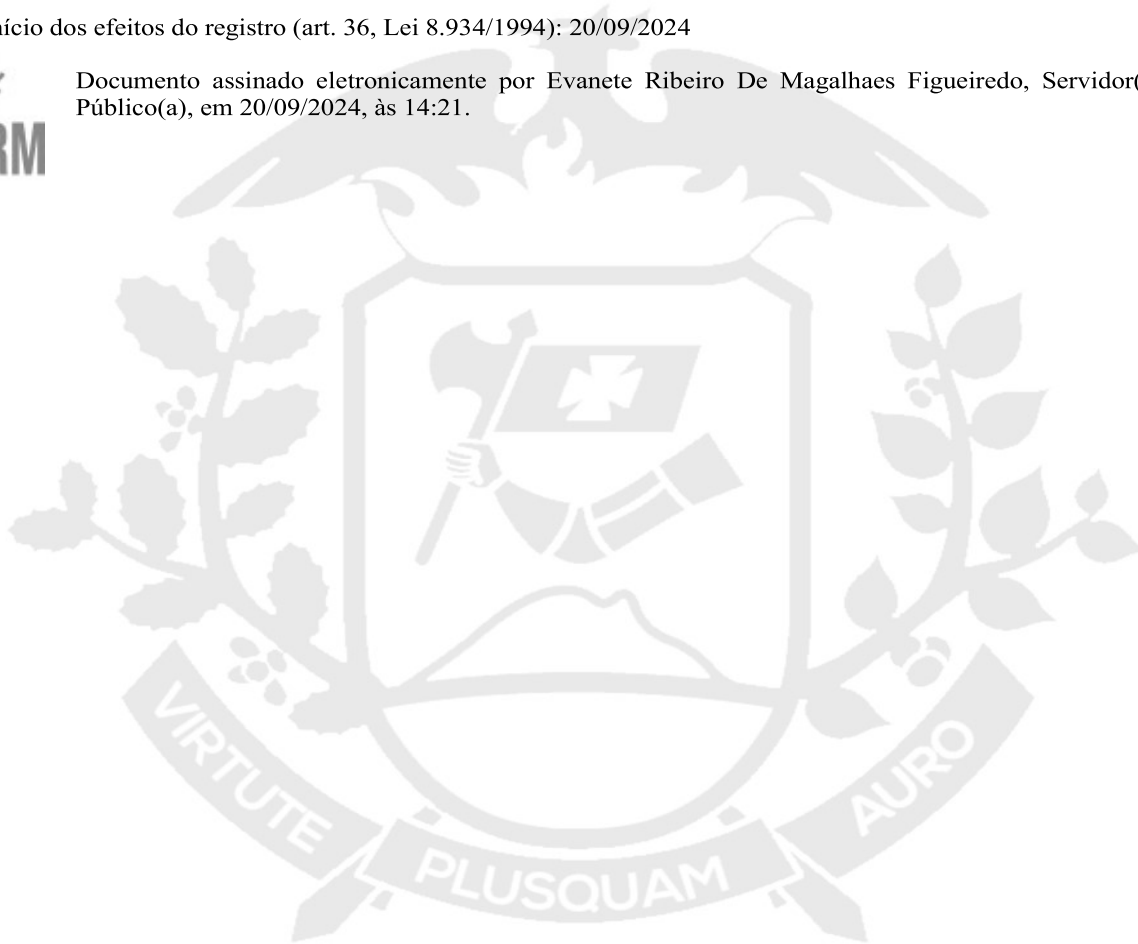 nício dos efeitos do registro (art. 36, Lei 8.934/1994): 20/09/2024
Documento assinado eletronicamente por Evanete Ribeiro De Magalhaes Figueiredo, Servidor(
Público(a), em 20/09/2024, às 14:21.
RM
VIRTUTE PLUSQUAM AURO